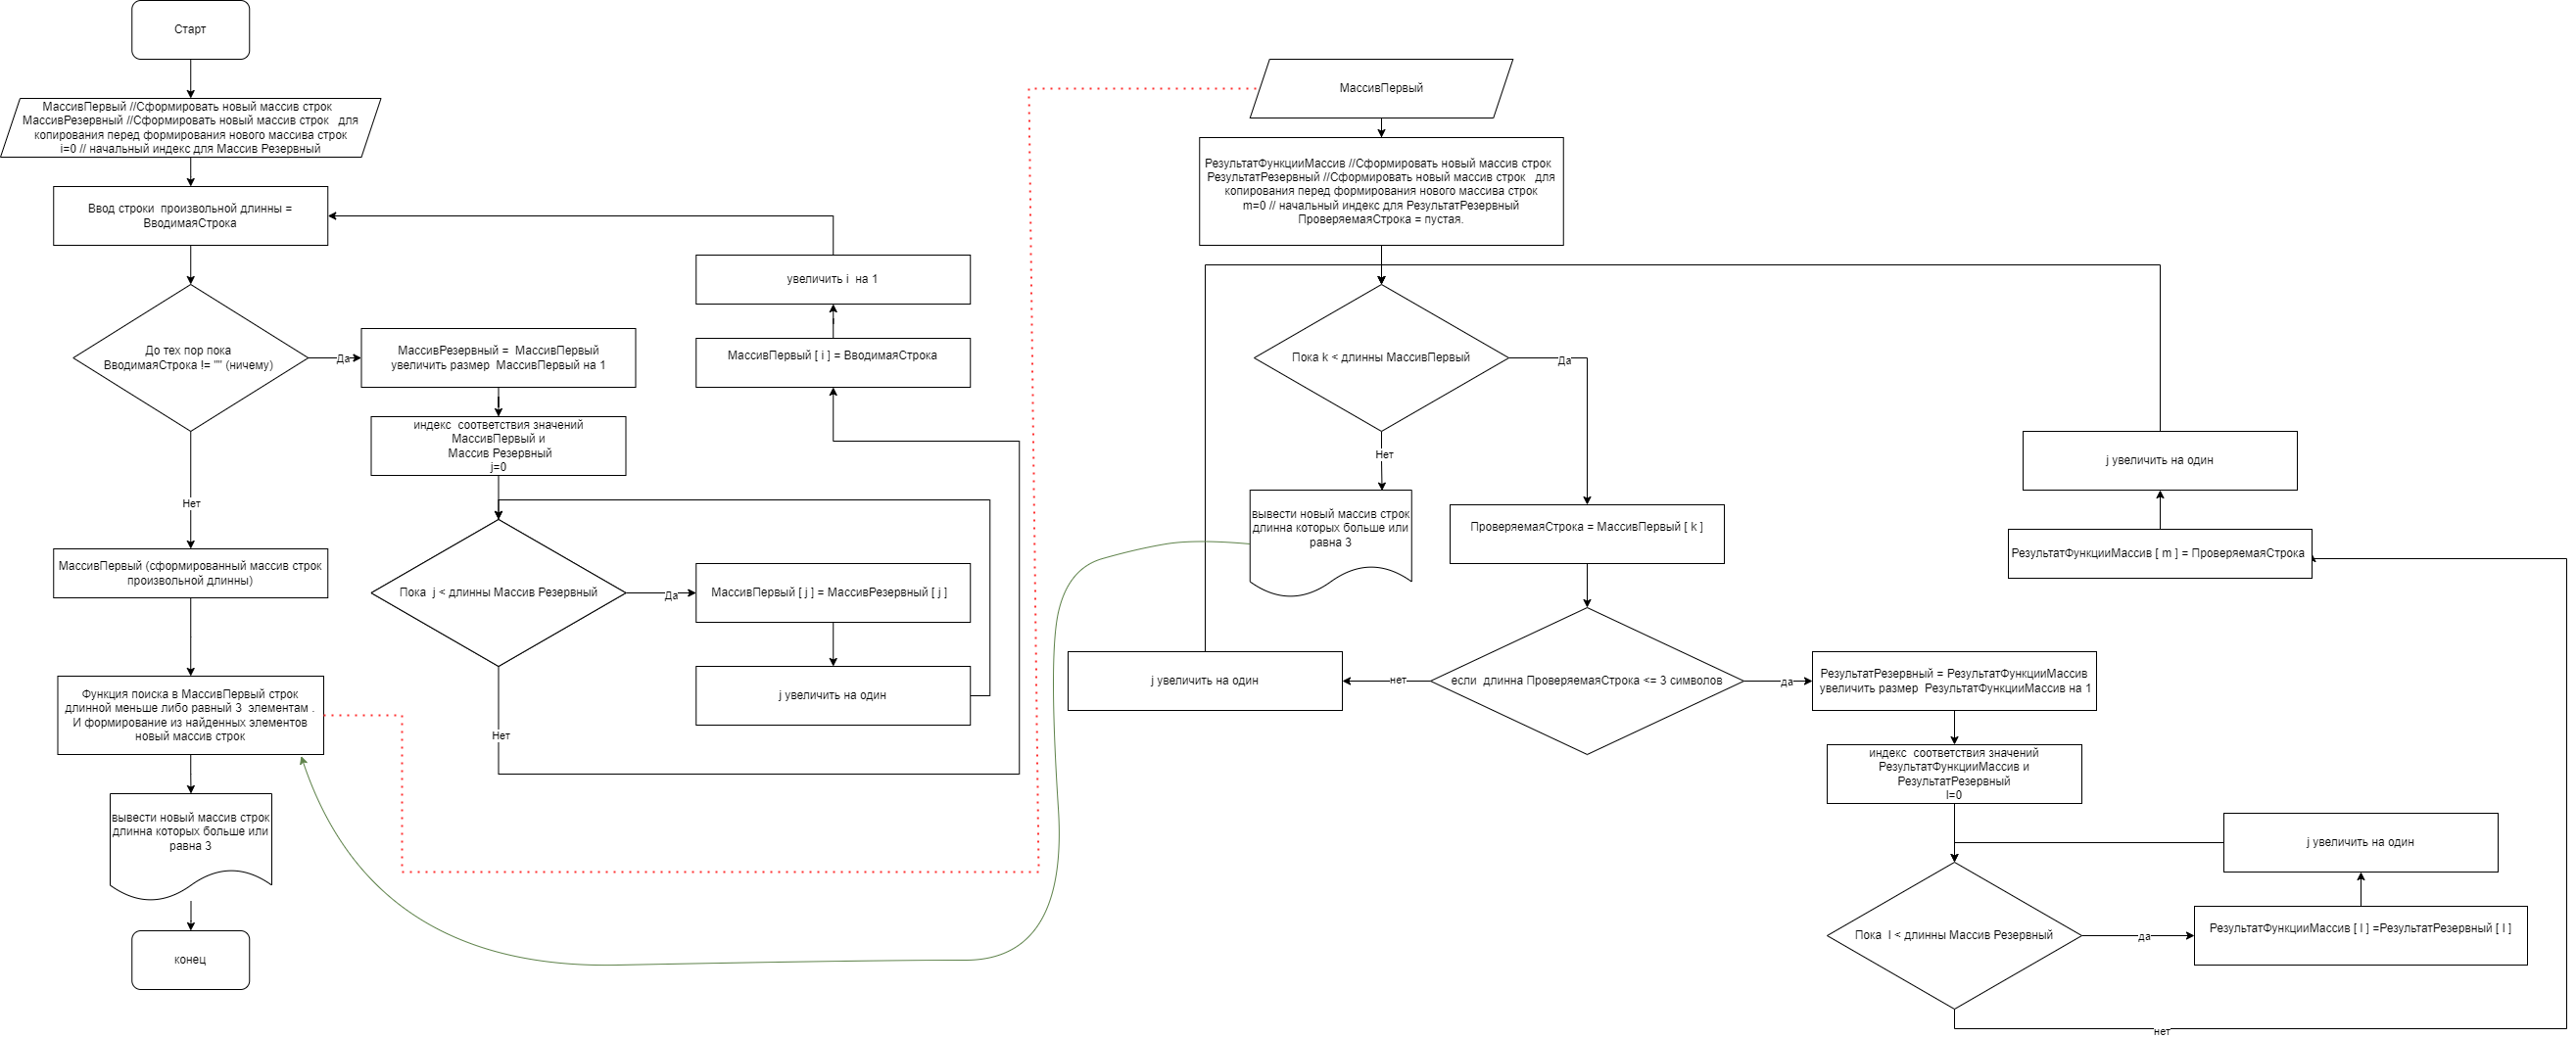 Старт
МассивПервый //Сформировать новый массив строк
МассивРезервный //Сформировать новый массив строк для
копирования перед формирования нового массива строк
i=0 // начальный индекс для Массив Резервный
Ввод строки произвольной длинны =
ВводимаяСтрока
До тех пор пока
ВводимаяСтрока != "" (ничему)
Да
Нет
МассивРезервный = МассивПервый
увеличить размер МассивПервый на 1
индекс соответствия значений
МассивПервый и
Массив Резервный
j=0
Пока j < длинны Массив Резервный
Да
Нет
МассивПервый [ j ] = МассивРезервный [ j ]
j увеличить на один
МассивПервый [ i ] = ВводимаяСтрока
увеличить i на 1
МассивПервый (сформированный массив строк
произвольной длинны)
Функция поиска в МассивПервый строк
длинной меньше либо равный 3 элементам .
И формирование из найденных элементов
новый массив строк
вывести новый массив строк
длинна которых больше или
равна 3
конец
МассивПервый
РезультатФункцииМассив //Сформировать новый массив строк
РезультатРезервный //Сформировать новый массив строк для
копирования перед формирования нового массива строк
m=0 // начальный индекс для РезультатРезервный
ПроверяемаяСтрока = пустая.
Пока k < длинны МассивПервый
Да
Нет
вывести новый массив строк
длинна которых больше или
равна 3
ПроверяемаяСтрока = МассивПервый [ k ]
если длинна ПроверяемаяСтрока <= 3 символов
нет
да
j увеличить на один
РезультатРезервный = РезультатФункцииМассив
увеличить размер РезультатФункцииМассив на 1
индекс соответствия значений
РезультатФункцииМассив и
РезультатРезервный
l=0
Пока l < длинны Массив Резервный
да
нет
РезультатФункцииМассив [ l ] =РезультатРезервный [ l ]
j увеличить на один
РезультатФункцииМассив [ m ] = ПроверяемаяСтрока
j увеличить на один